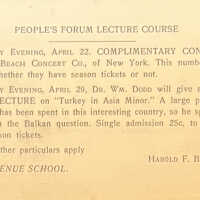 PEOPLE'S FORUM LECTURE COURSE
Evening, April 22. COMPLIMENTARY CON
Beach Concert Co., of New York. This num
whether they have season tickets or not.
Evening, April 29, Dr. Wm. Dodd will give
LECTURE on "Turkey in Asia Minor." A large p
has been spent in this interesting country, so he sp
the Balkan question. Single admission 25c, to
son tickets.
ther particulars apply
Harold F. B
VENUE SCHOOL.